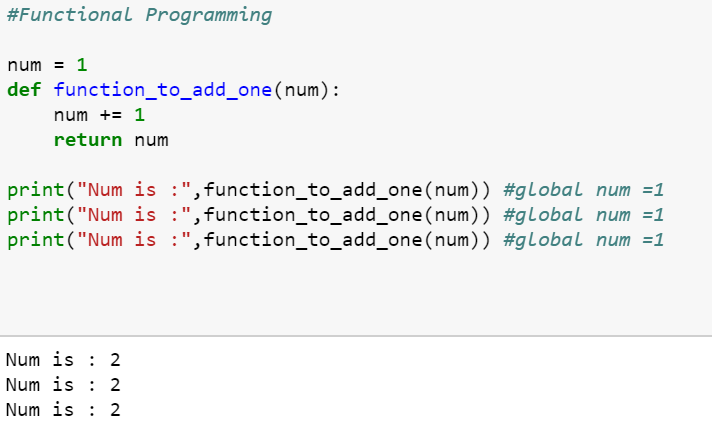 #Functional Programming
num = 1
def function_to_add_one(num):
    num += 1
    return num
print("Num is :",function_to_add_one(num)) #global num =1
print("Num is :",function_to_add_one(num)) #global num =1
print("Num is :",function_to_add_one(num)) #global num =1
Num is : 2
Num is : 2
Num is : 2